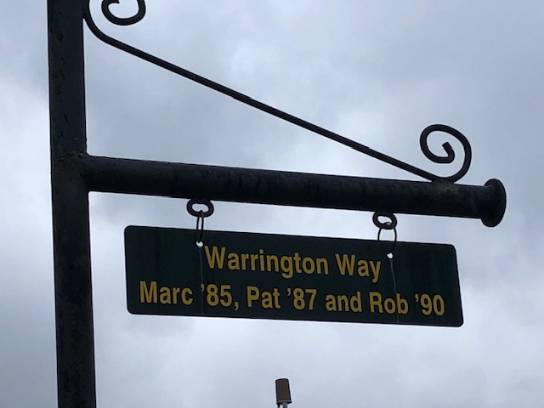 Warrington Way
Marc ’85, Pat ’87 and Rob ’90